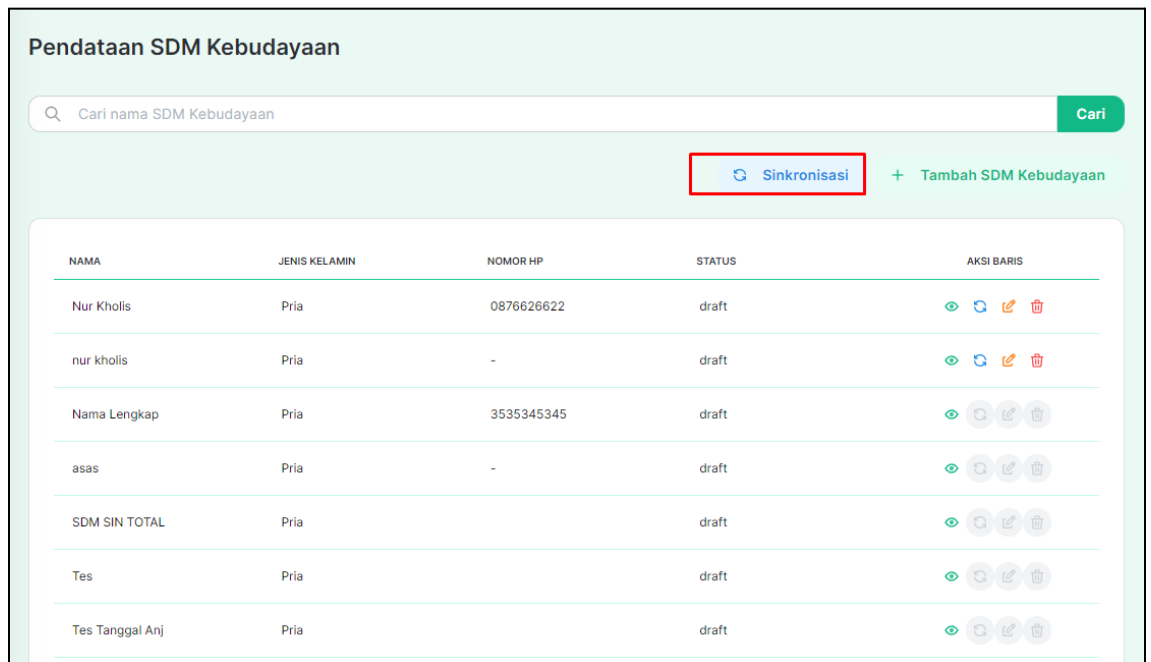 Pendataan SDM Kebudayaan
Cari nama SDM Kebudayaan Cari
Sinkronisasi + Tambah SDM Kebudayaan
NAMA JENIS KELAMIN NOMOR HP STATUS AKSI BARIS
Nur Kholis Pria 0876626622 draft
nur kholis Pria - draft
Nama Lengkap Pria 3535345345 draft
asas Pria - draft
SDM SIN TOTAL Pria draft
Tes Pria draft
Tes Tanggal Anj Pria draft